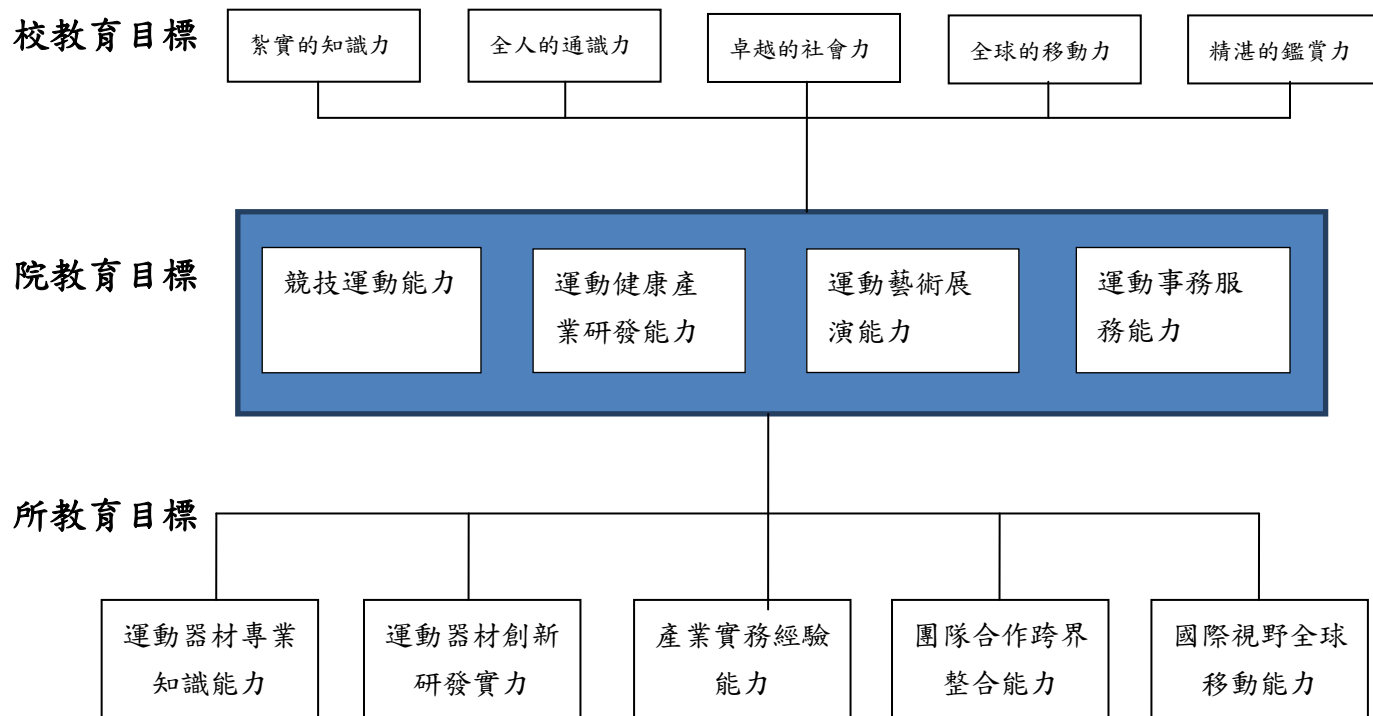 校教育目標
紮實的知識力
全人的通識力
卓越的社會力
全球的移動力
精湛的鑑賞力
院教育目標
競技運動能力
運動健康產
業研發能力
運動藝術展
演能力
運動事務服
務能力
所教育目標
運動器材專業
知識能力
運動器材創新
研發實力
產業實務經驗
能力
團隊合作跨界
整合能力
國際視野全球
移動能力